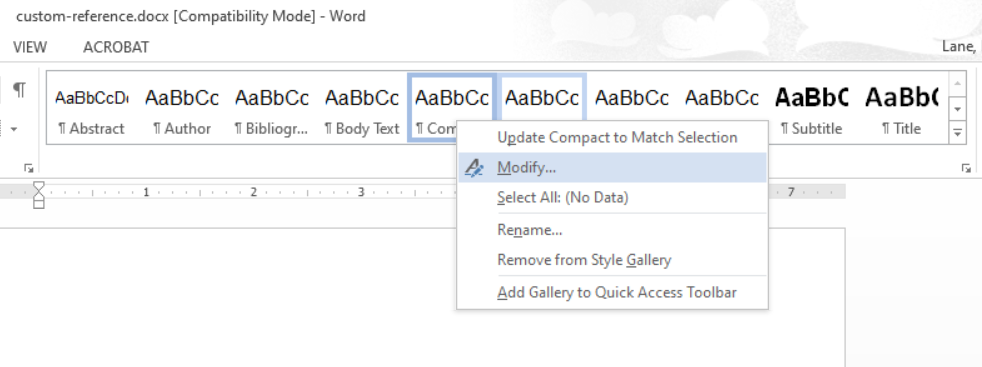 custom-reference.docx [Compatibility Mode] - Word
VIEW ACROBAT
Lane,
¶
AaBbCcDc AaBbCc AaBbCc AaBbCc AaBbCc AaBbCc AaBbCc AaBbCc AaBbC AaBb(
¶ Abstract ¶ Author ¶ Bibliogr... ¶ Body Text ¶ Com ¶ Subtitle ¶ Title
Update Compact to Match Selection
Modify...
Select All: (No Data)
Rename...
Remove from Style Gallery
Add Gallery to Quick Access Toolbar
1 2 3 7